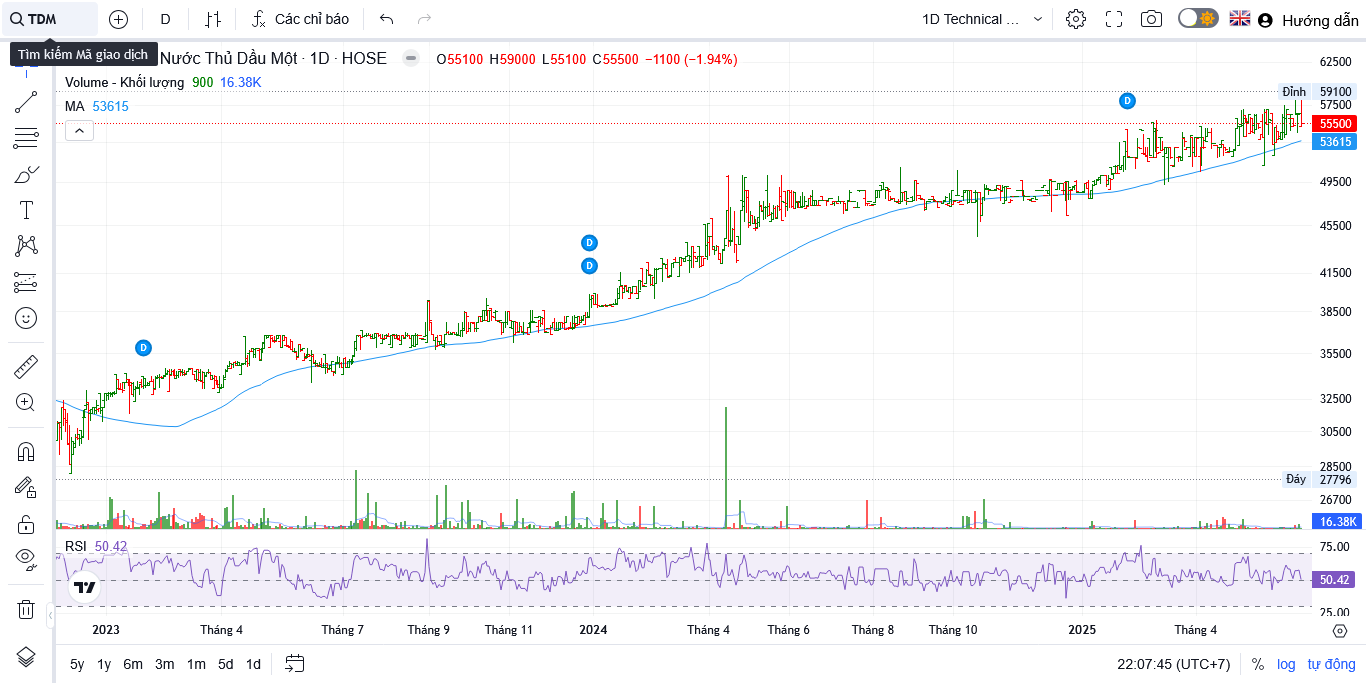 TDM
D
Các chỉ báo
1D Technical ...
Hướng dẫn
Tìm kiếm Mã giao dịch
Nước Thủ Dầu Một · 1D · HOSE
O55100 H59000 L55100 C55500 −1100 (−1.94%)
Volume - Khối lượng 900 16.38K
MA 53615
62500
Đỉnh 59100
57500
55500
53615
49500
45500
41500
38500
35500
32500
30500
28500
Đáy 27796
26700
16.38K
D
D
D
D
RSI 50.42
75.00
50.42
25.00
2023 Tháng 4 Tháng 7 Tháng 9 Tháng 11 2024 Tháng 4 Tháng 6 Tháng 8 Tháng 10 2025 Tháng 4
5y 1y 6m 3m 1m 5d 1d
22:07:45 (UTC+7) % log tự động